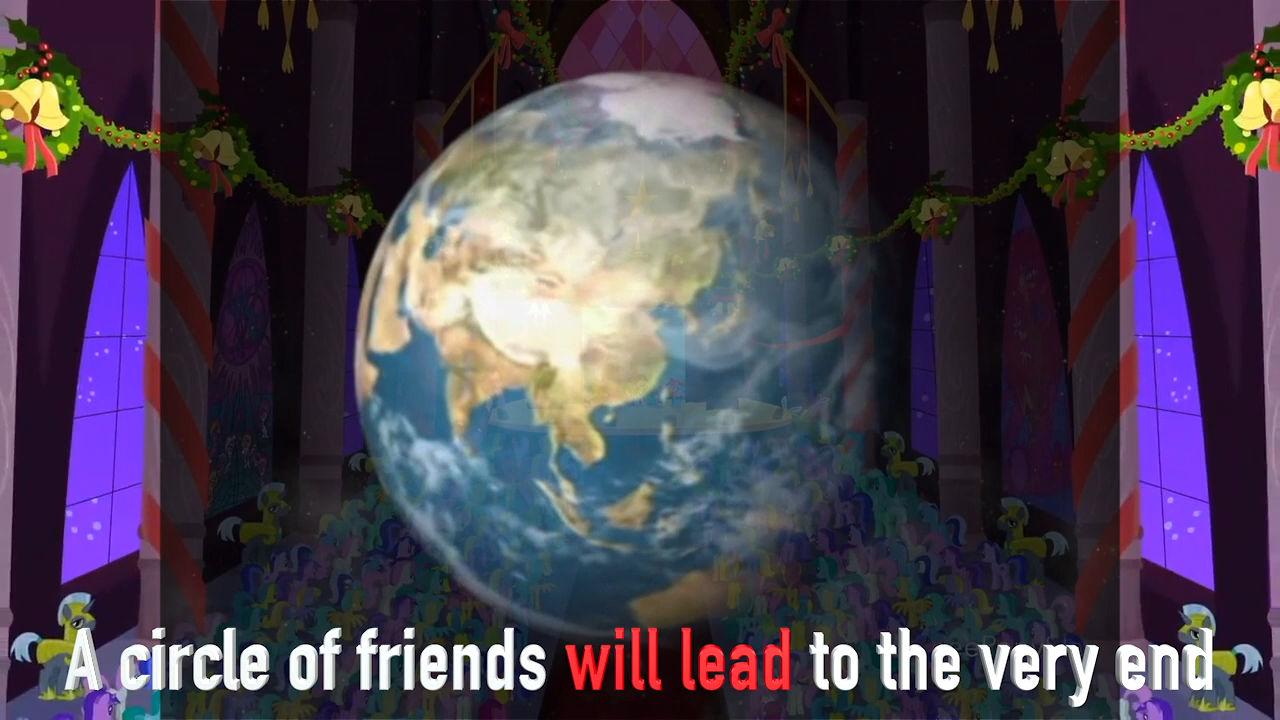 A circle of friends will lead to the very end